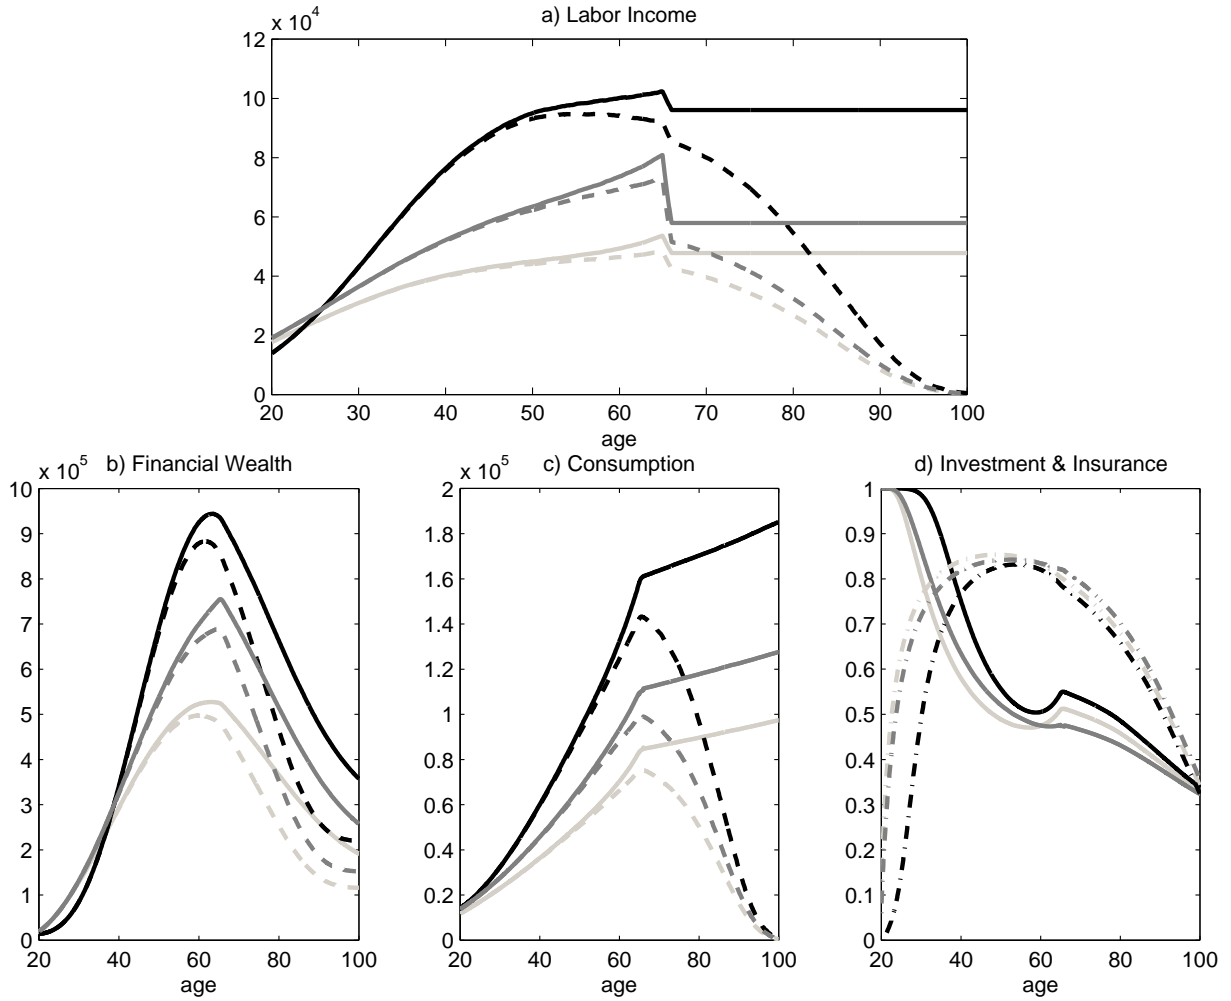 a) Labor Income
x 10^4
12
10
8
6
4
2
0
20 30 40 50 60 70 80 90 100
age
b) Financial Wealth
x 10^5
10
9
8
7
6
5
4
3
2
1
0
20 40 60 80 100
age
c) Consumption
x 10^5
2
1.8
1.6
1.4
1.2
1
0.8
0.6
0.4
0.2
0
20 40 60 80 100
age
d) Investment & Insurance
1
0.9
0.8
0.7
0.6
0.5
0.4
0.3
0.2
0.1
0
20 40 60 80 100
age